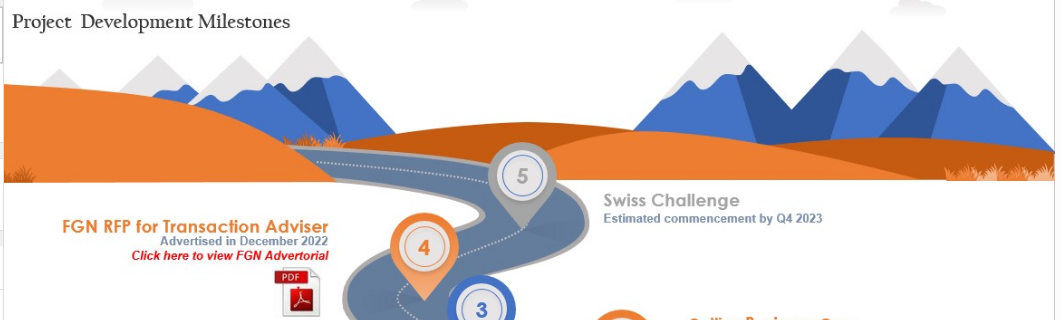 Project Development Milestones
5
Swiss Challenge
Estimated commencement by Q4 2023
FGN RFP for Transaction Adviser
Advertised in December 2022
Click here to view FGN Advertorial
4
PDF
3